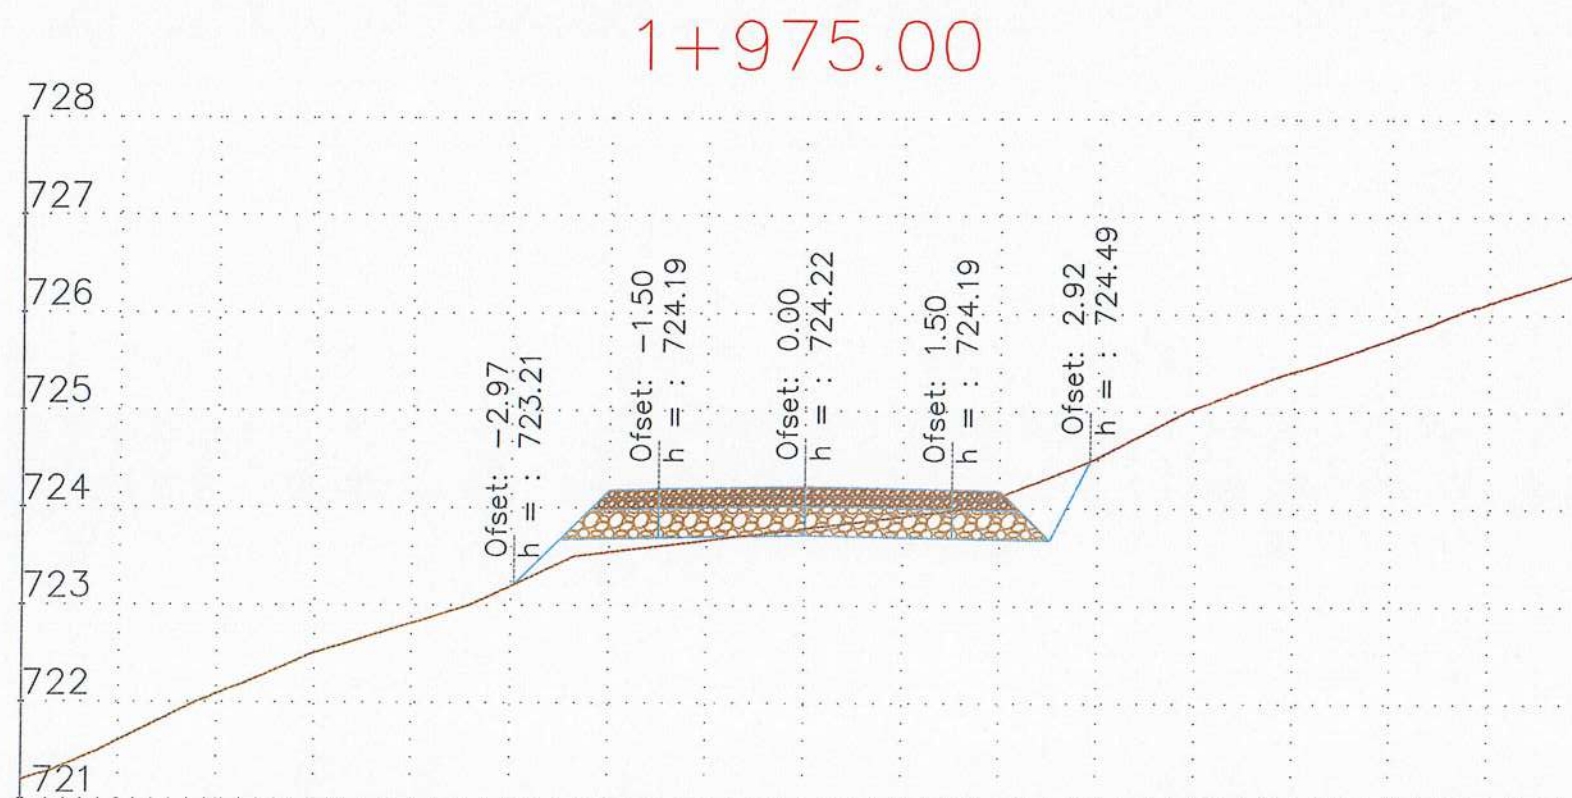 1+975.00
728
727
726
725
724
723
722
721
Ofset: -2.97
h = : 723.21
Ofset: -1.50
h = : 724.19
Ofset: 0.00
h = : 724.22
Ofset: 1.50
h = : 724.19
Ofset: 2.92
h = : 724.49